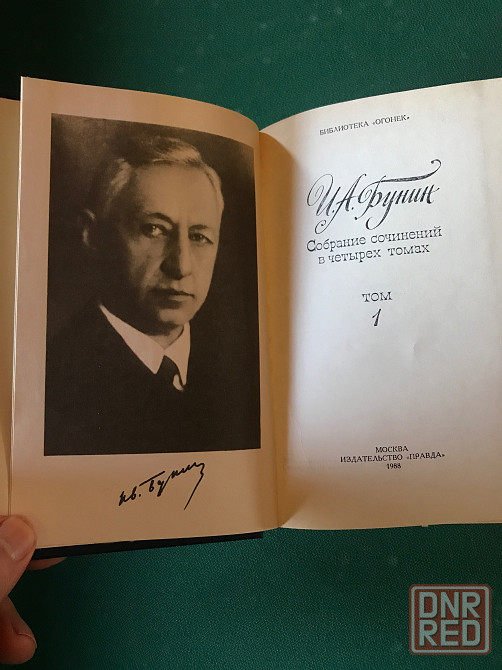 Ив. Бунин
БИБЛИОТЕКА «ОГОНЕК»
И.А.Бунин
Собрание сочинений
в четырех томах
ТОМ
1
МОСКВА
ИЗДАТЕЛЬСТВО «ПРАВДА»
1988
DNR
RED